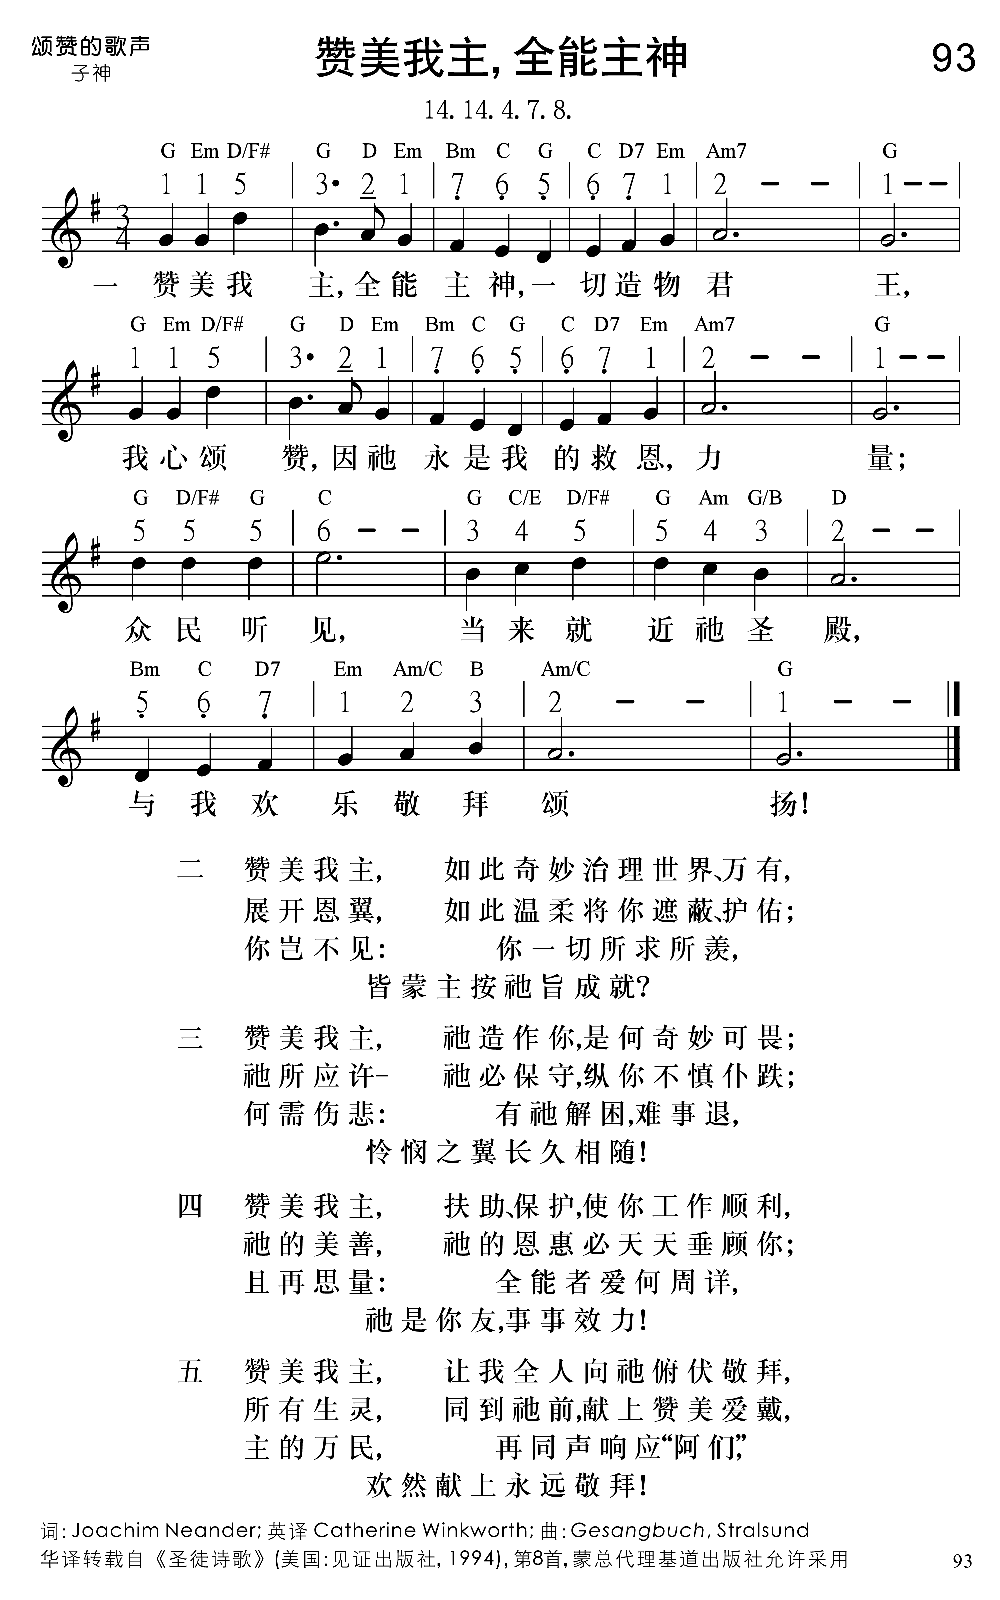 颂赞的歌声
子神
赞美我主,全能主神
93
14. 14. 4. 7. 8.
G Em D/F# G D Em Bm C G C D7 Em Am7 G
1 1 5 | 3· 2 1 | 7 6 5 | 6 7 1 | 2 – – | 1 – – |
3 4
一 赞美我 主,全能 主神,一 切造物 君 王,
G Em D/F# G D Em Bm C G C D7 Em Am7 G
1 1 5 | 3· 2 1 | 7 6 5 | 6 7 1 | 2 – – | 1 – – |
我心颂 赞,因祂 永是我 的救恩,力 量;
G D/F# G C G C/E D/F# G Am G/B D
5 5 5 | 6 – – | 3 4 5 | 5 4 3 | 2 – – |
众民听 见, 当来就 近祂圣 殿,
Bm C D7 Em Am/C B Am/C G
5 6 7 | 1 2 3 | 2 – – | 1 – – |
与我欢 乐敬拜 颂 扬!
二 赞美我主, 如此奇妙治理世界、万有,
展开恩翼, 如此温柔将你遮蔽、护佑;
你岂不见: 你一切所求所羡,
皆蒙主按祂旨成就?
三 赞美我主, 祂造作你,是何奇妙可畏;
祂所应许– 祂必保守,纵你不慎仆跌;
何需伤悲: 有祂解困,难事退,
怜悯之翼长久相随!
四 赞美我主, 扶助、保护,使你工作顺利,
祂的美善, 祂的恩惠必天天垂顾你;
且再思量: 全能者爱何周详,
祂是你友,事事效力!
五 赞美我主, 让我全人向祂俯伏敬拜,
所有生灵, 同到祂前,献上赞美爱戴,
主的万民, 再同声响应“阿们”,
欢然献上永远敬拜!
词: Joachim Neander; 英译 Catherine Winkworth; 曲: Gesangbuch, Stralsund
华译转载自《圣徒诗歌》(美国:见证出版社, 1994), 第8首, 蒙总代理基道出版社允许采用
93